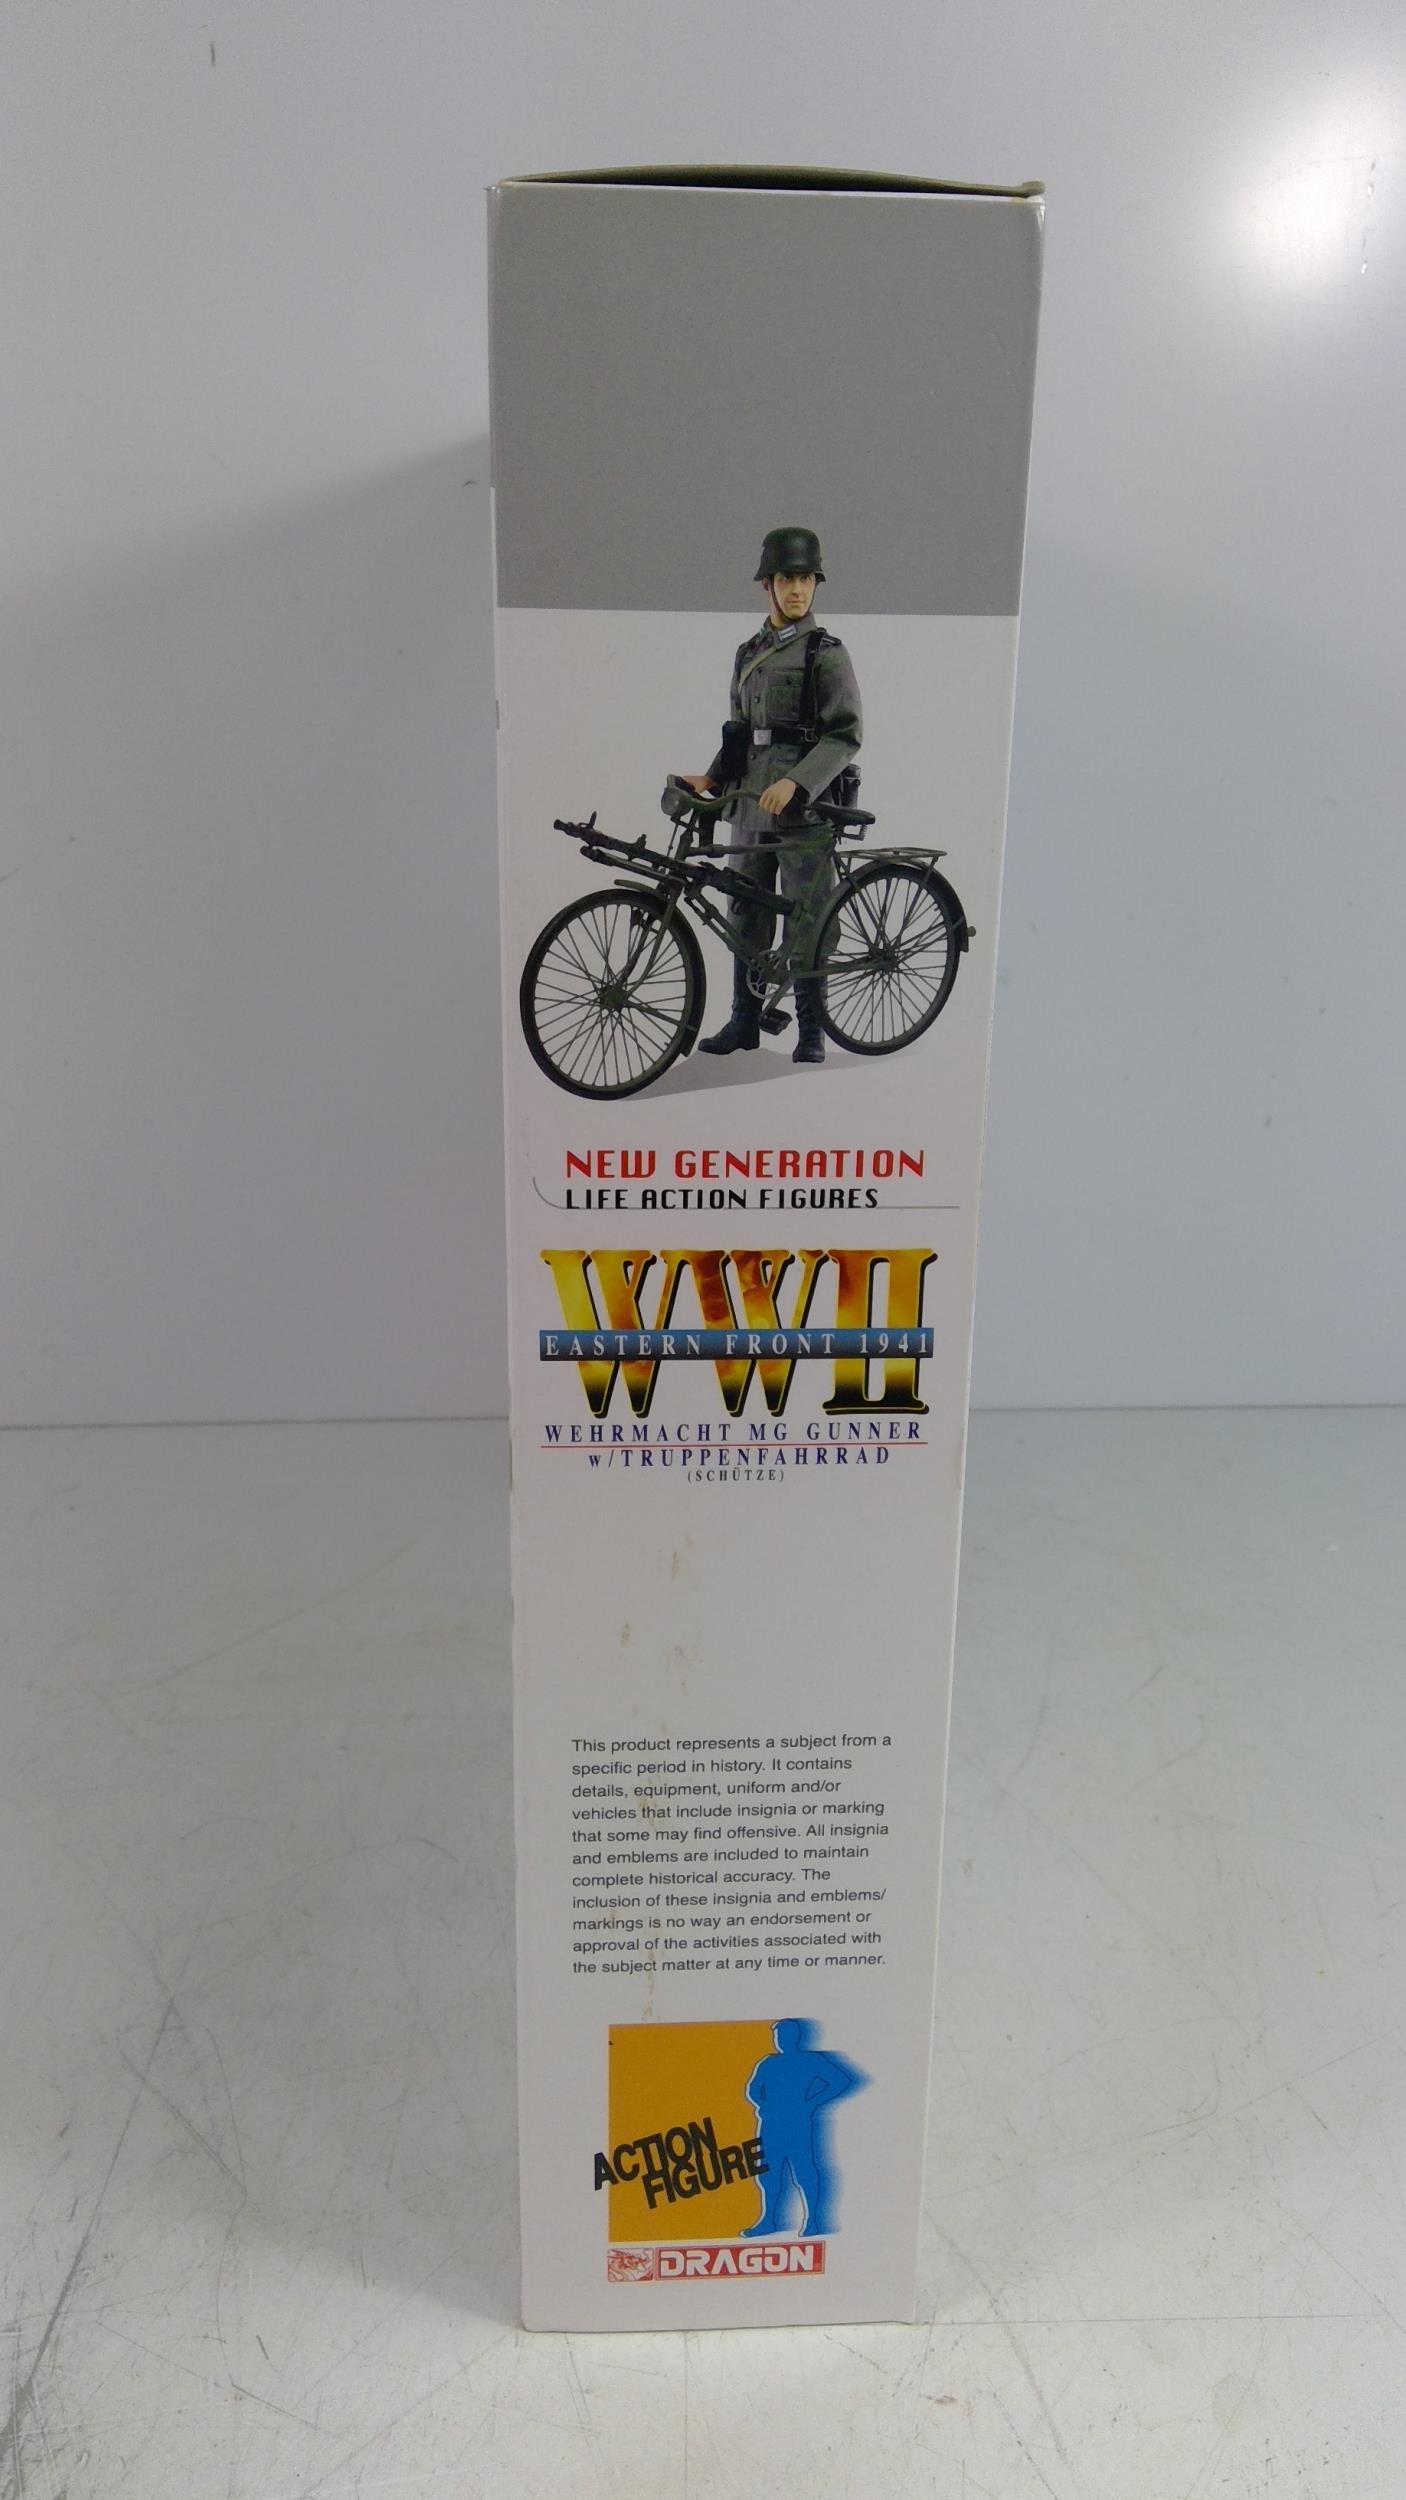 NEW GENERATION
LIFE ACTION FIGURES
WWII
EASTERN FRONT 1941
WEHRMACHT MG GUNNER
w/TRUPPENFAHRRAD
(SCHÜTZE)
This product represents a subject from a
specific period in history. It contains
details, equipment, uniform and/or
vehicles that include insignia or marking
that some may find offensive. All insignia
and emblems are included to maintain
complete historical accuracy. The
inclusion of these insignia and emblems/
markings is no way an endorsement or
approval of the activities associated with
the subject matter at any time or manner.
ACTION
FIGURE
DRAGON